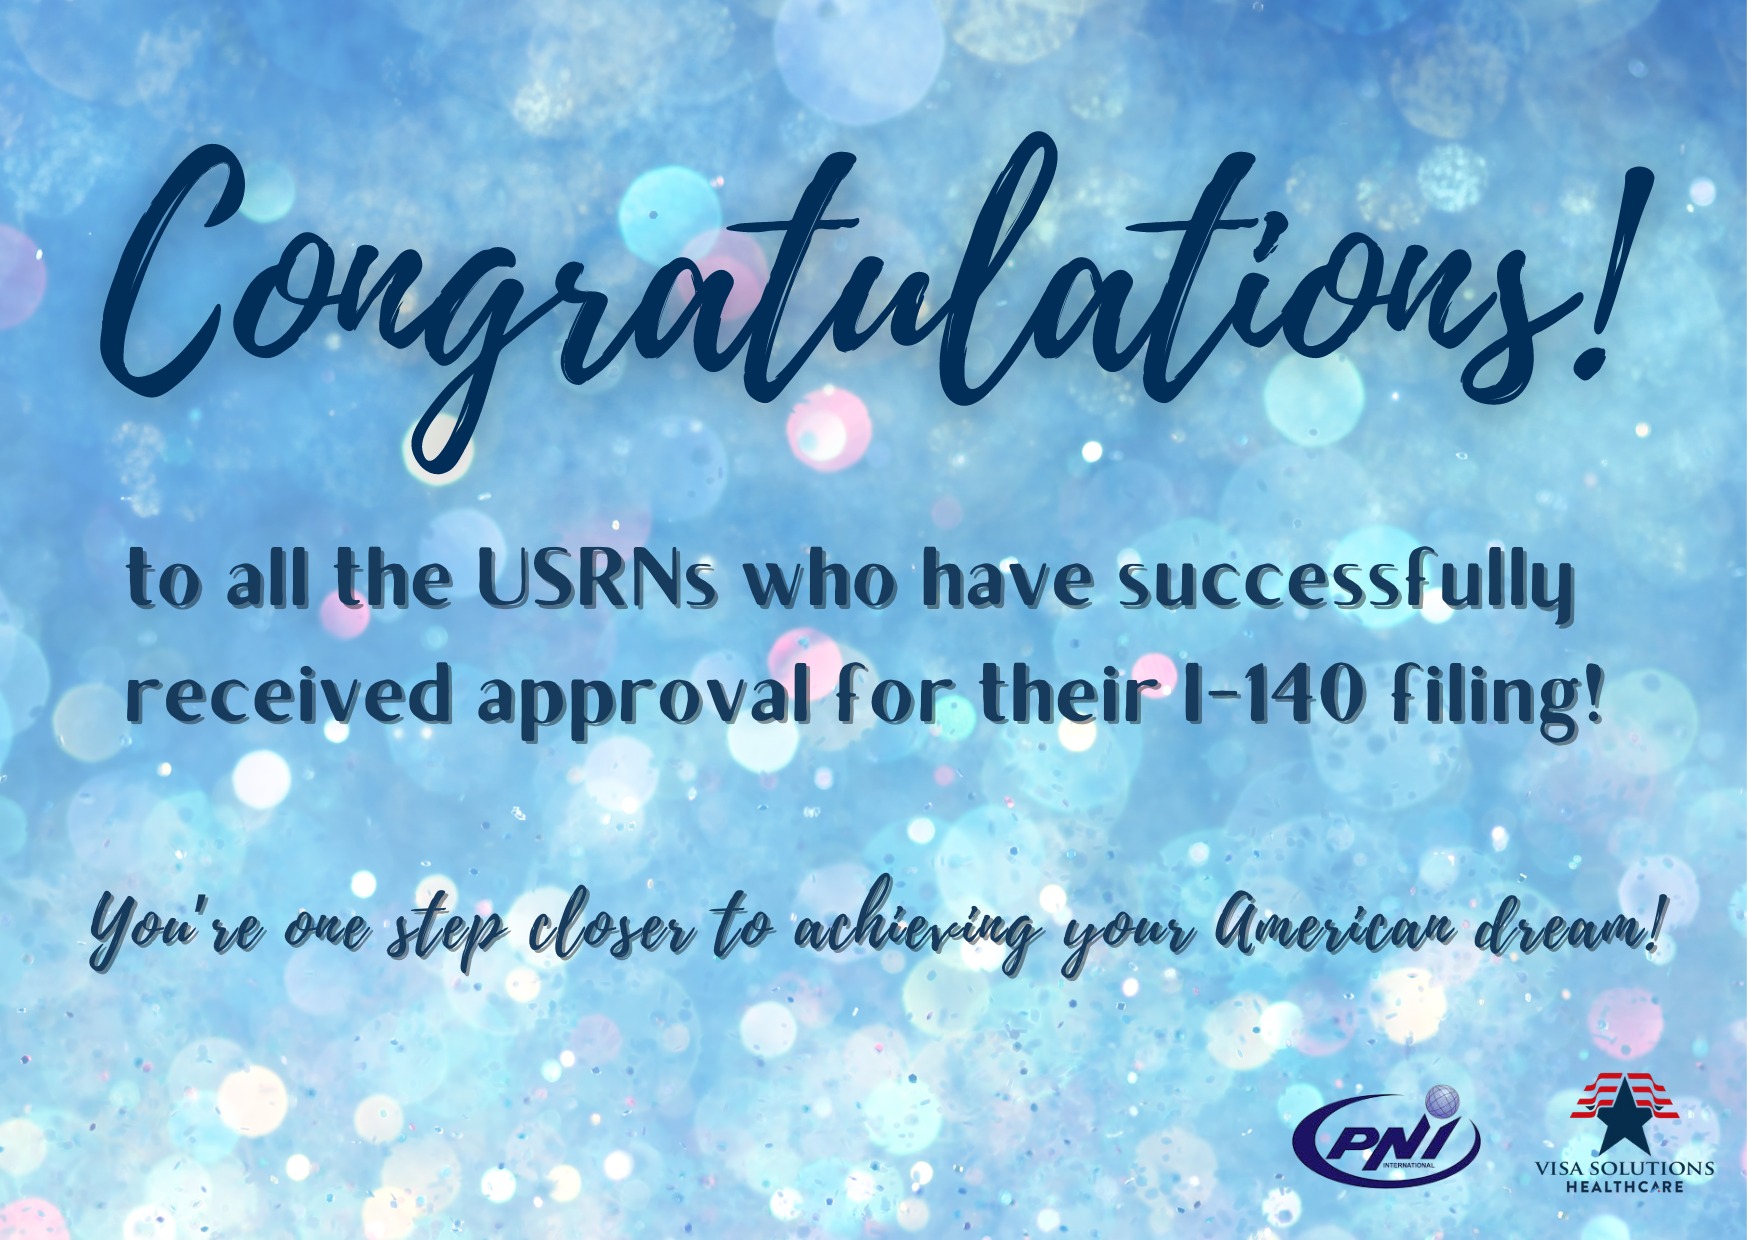 Congratulations!
to all the USRNs who have successfully
received approval for their I-140 filing!
You're one step closer to achieving your American dream!
PNI
INTERNATIONAL
VISA SOLUTIONS
HEALTHCARE